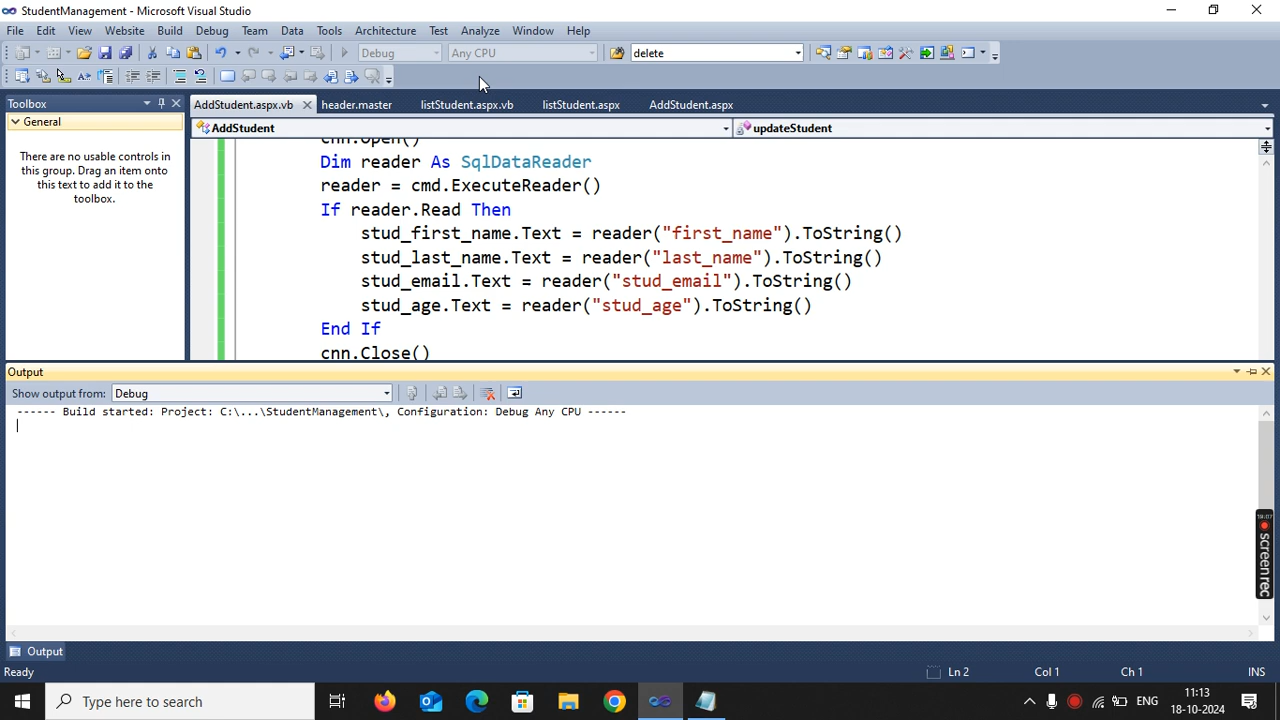 StudentManagement - Microsoft Visual Studio
File Edit View Website Build Debug Team Data Tools Architecture Test Analyze Window Help
Debug Any CPU delete
Toolbox
General
There are no usable controls in
this group. Drag an item onto
this text to add it to the
toolbox.
AddStudent.aspx.vb header.master listStudent.aspx.vb listStudent.aspx AddStudent.aspx
AddStudent updateStudent
cnn.Open()
Dim reader As SqlDataReader
reader = cmd.ExecuteReader()
If reader.Read Then
stud_first_name.Text = reader("first_name").ToString()
stud_last_name.Text = reader("last_name").ToString()
stud_email.Text = reader("stud_email").ToString()
stud_age.Text = reader("stud_age").ToString()
End If
cnn.Close()
Output
Show output from: Debug
------ Build started: Project: C:\...\StudentManagement\, Configuration: Debug Any CPU ------
screen rec
Output
Ready Ln 2 Col 1 Ch 1 INS
Type here to search
ENG
11:13
18-10-2024